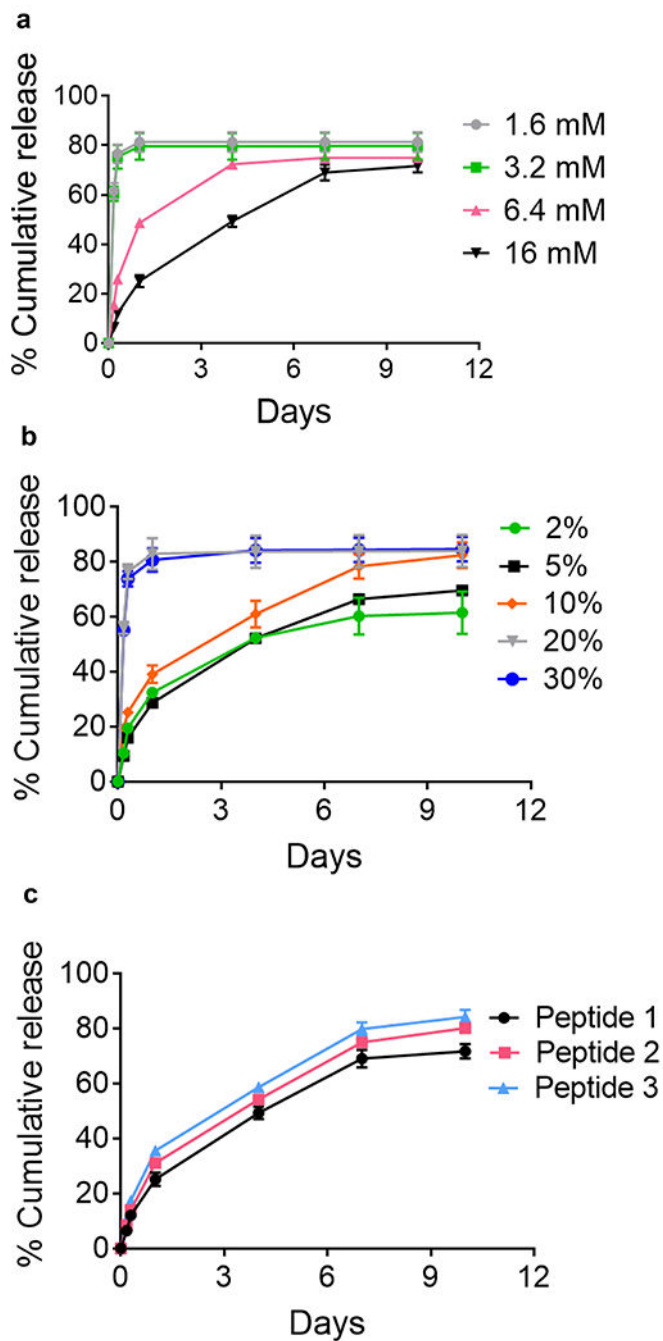 a
% Cumulative release
100
80
60
40
20
0
0 3 6 9 12
Days
1.6 mM
3.2 mM
6.4 mM
16 mM
b
% Cumulative release
100
80
60
40
20
0
0 3 6 9 12
Days
2%
5%
10%
20%
30%
c
% Cumulative release
100
80
60
40
20
0
0 3 6 9 12
Days
Peptide 1
Peptide 2
Peptide 3